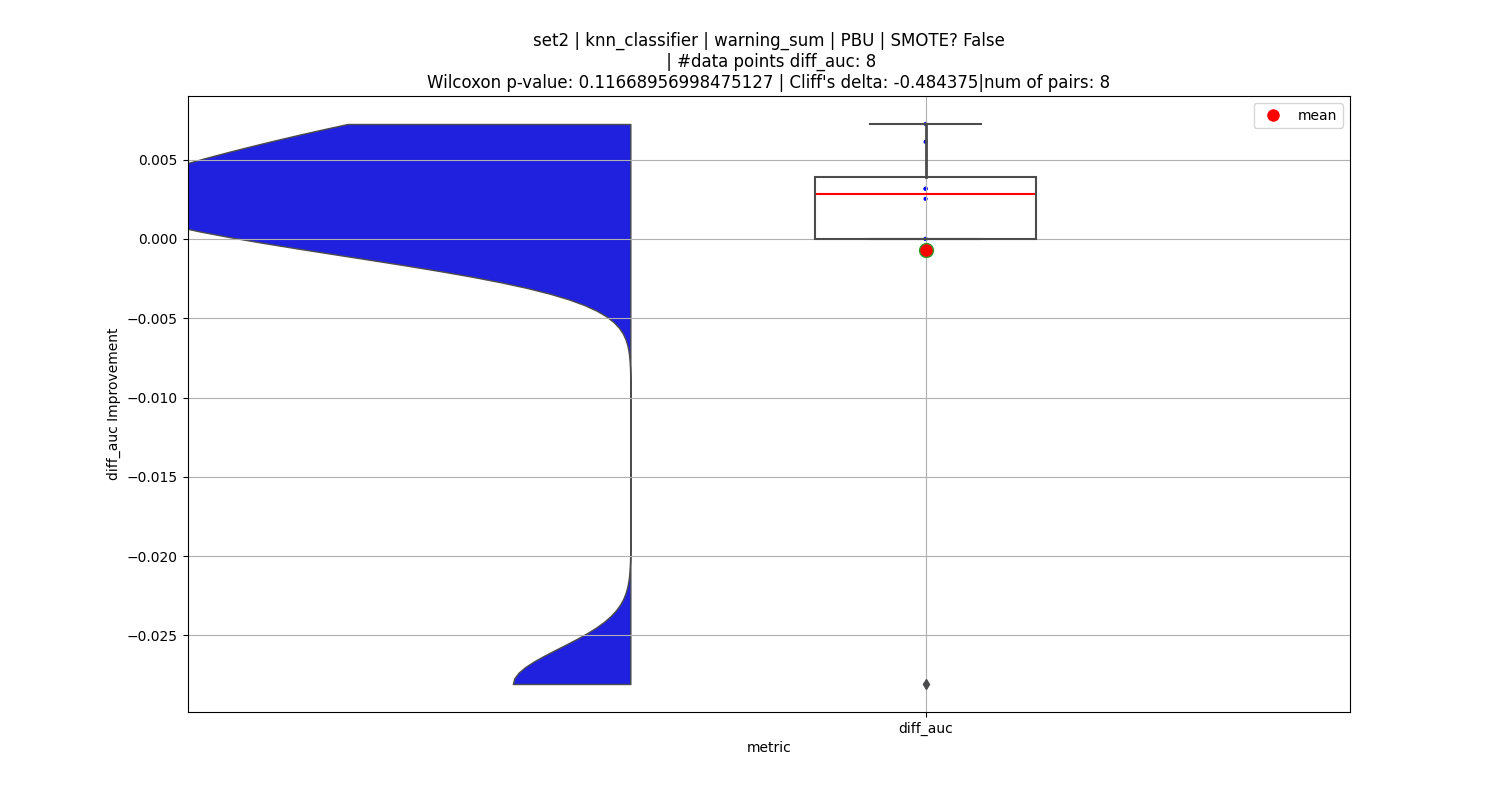 set2 | knn_classifier | warning_sum | PBU | SMOTE? False
| #data points diff_auc: 8
Wilcoxon p-value: 0.11668956998475127 | Cliff's delta: -0.484375|num of pairs: 8
mean
0.005
0.000
−0.005
−0.010
−0.015
−0.020
−0.025
diff_auc Improvement
diff_auc
metric